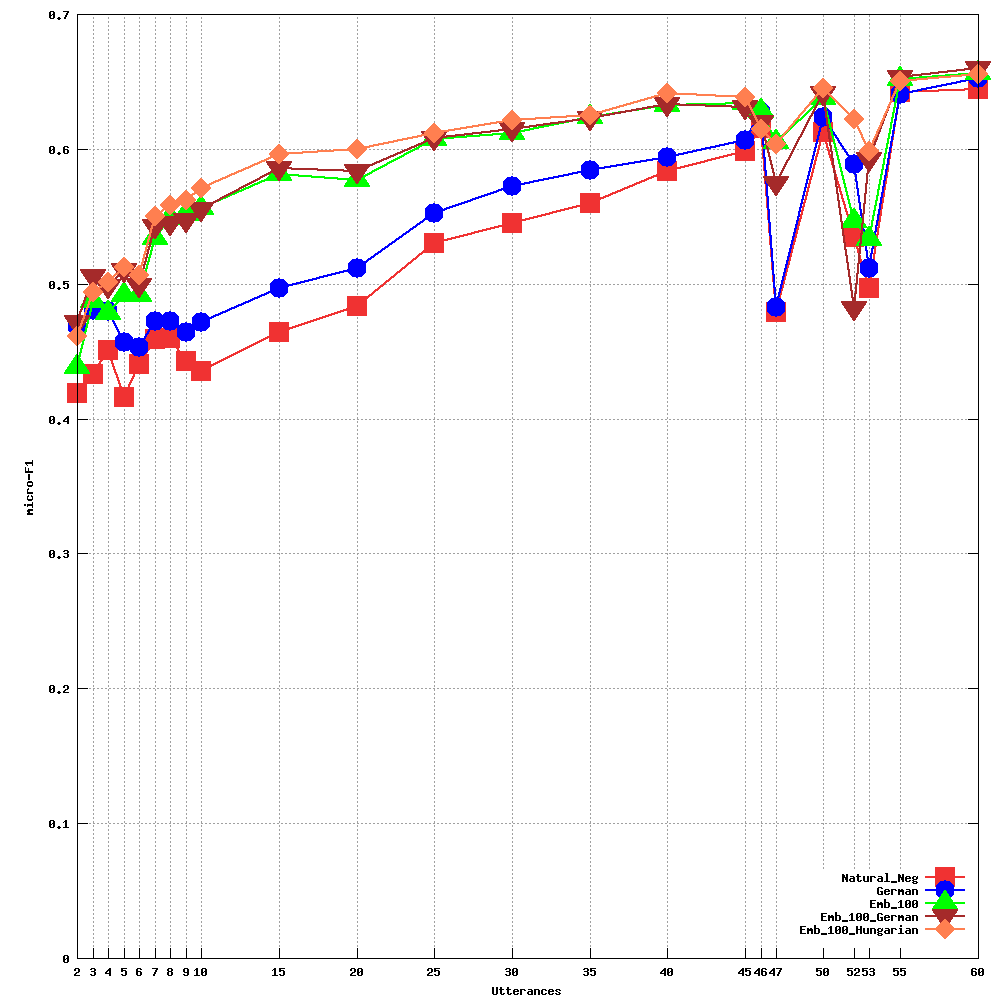 0.7
0.6
0.5
0.4
micro-F1
0.3
0.2
0.1
0
2 3 4 5 6 7 8 9 10 15 20 25 30 35 40 45 46 47 50 52 53 55 60
Utterances
Natural_Neg
German
Emb_100
Emb_100_German
Emb_100_Hungarian